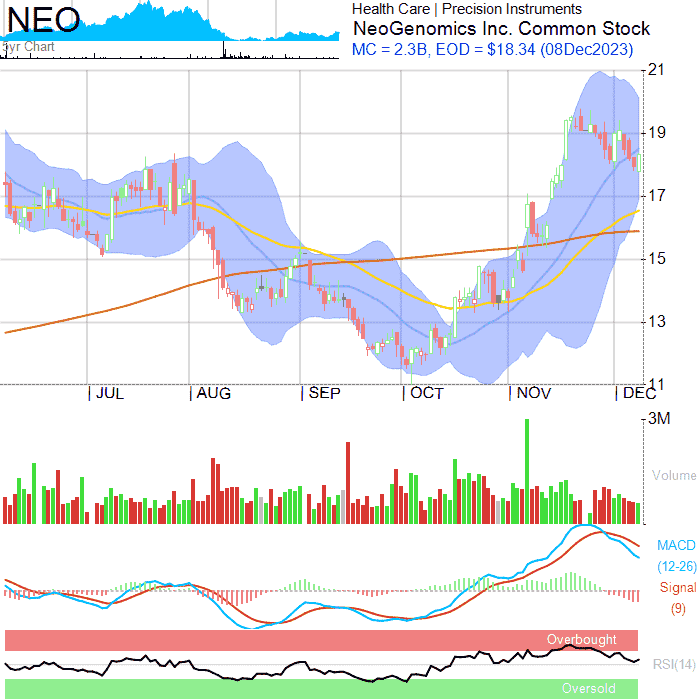 NEO
5yr Chart
Health Care | Precision Instruments
NeoGenomics Inc. Common Stock
MC = 2.3B, EOD = $18.34 (08Dec2023)
21
19
17
15
13
11
| JUL | AUG | SEP | OCT | NOV | DEC
3M
Volume
MACD
(12-26)
Signal
(9)
Overbought
RSI(14)
Oversold